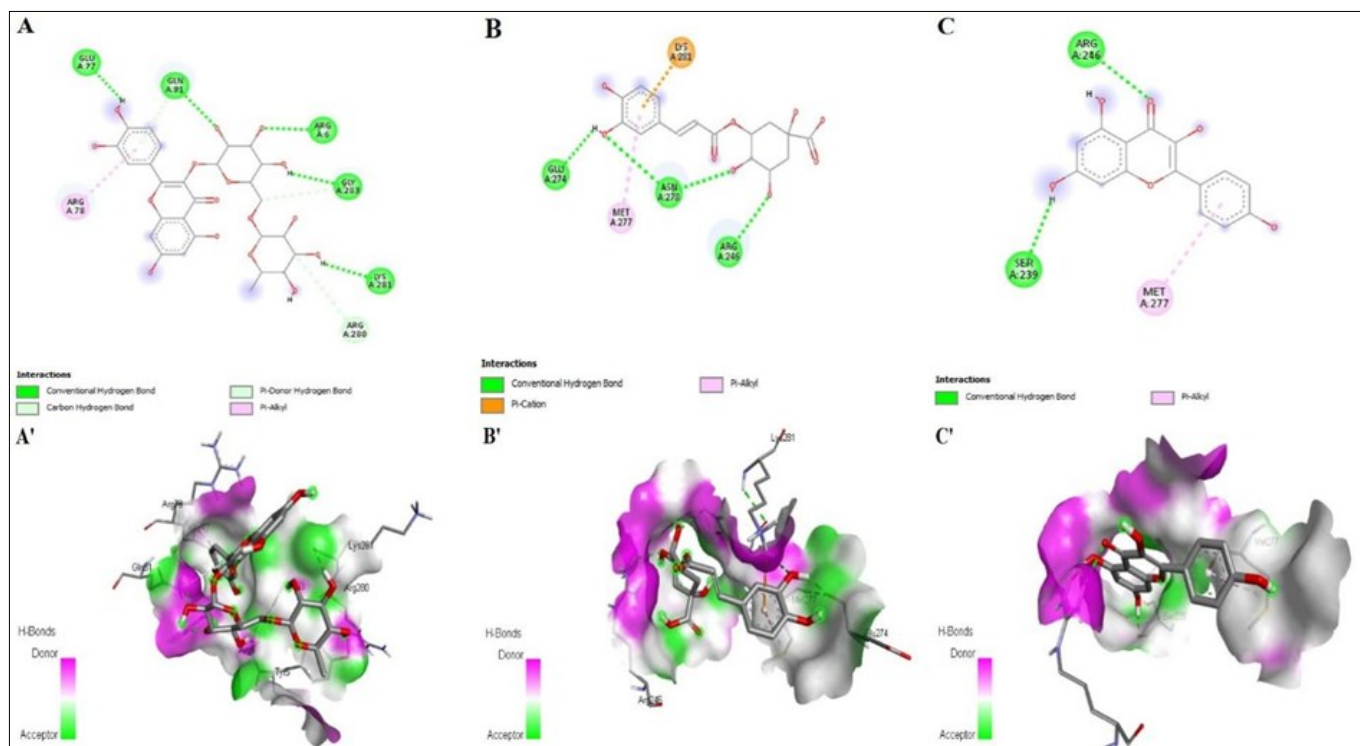 A
GLU
A:77
GLN
A:81
ARG
A:6
GLY
A:283
ARG
A:78
LYS
A:281
ARG
A:280
H
H
H
H
Interactions
Conventional Hydrogen Bond
Carbon Hydrogen Bond
Pi-Donor Hydrogen Bond
Pi-Alkyl
B
LYS
A:281
GLU
A:274
ASN
A:278
MET
A:277
ARG
A:246
H
Interactions
Conventional Hydrogen Bond
Pi-Cation
Pi-Alkyl
C
ARG
A:246
SER
A:239
MET
A:277
H
H
Interactions
Conventional Hydrogen Bond
Pi-Alkyl
A'
Lys281
Arg280
H-Bonds
Donor
Acceptor
B'
Lys281
H-Bonds
Donor
Acceptor
C'
H-Bonds
Donor
Acceptor